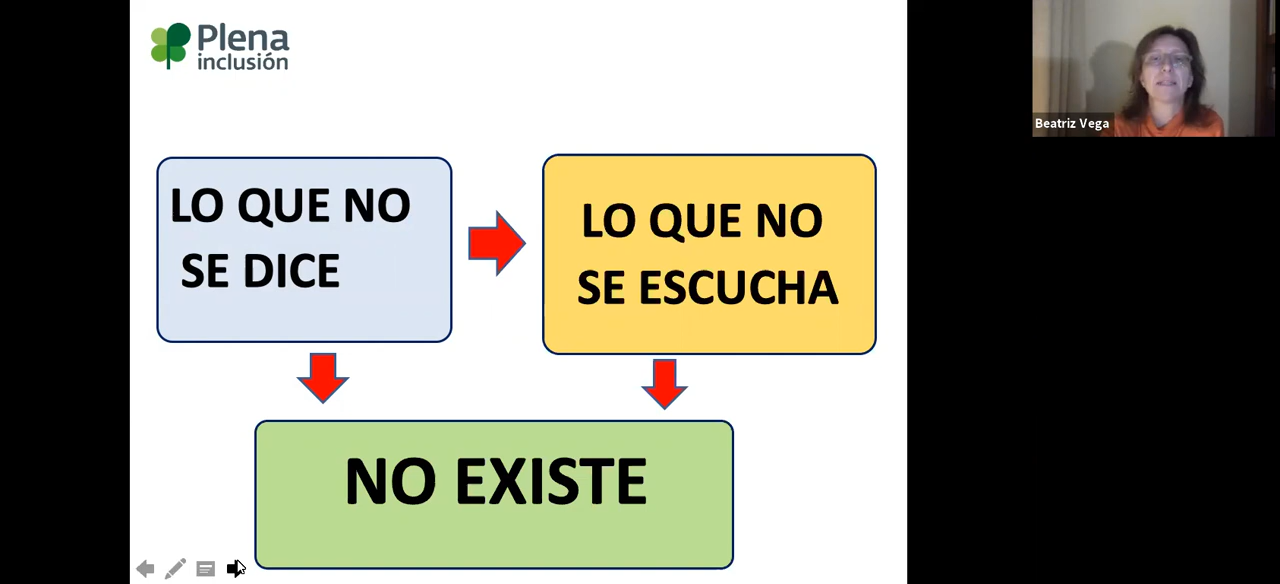 Plena
inclusión
Beatriz Vega
LO QUE NO
SE DICE
LO QUE NO
SE ESCUCHA
NO EXISTE